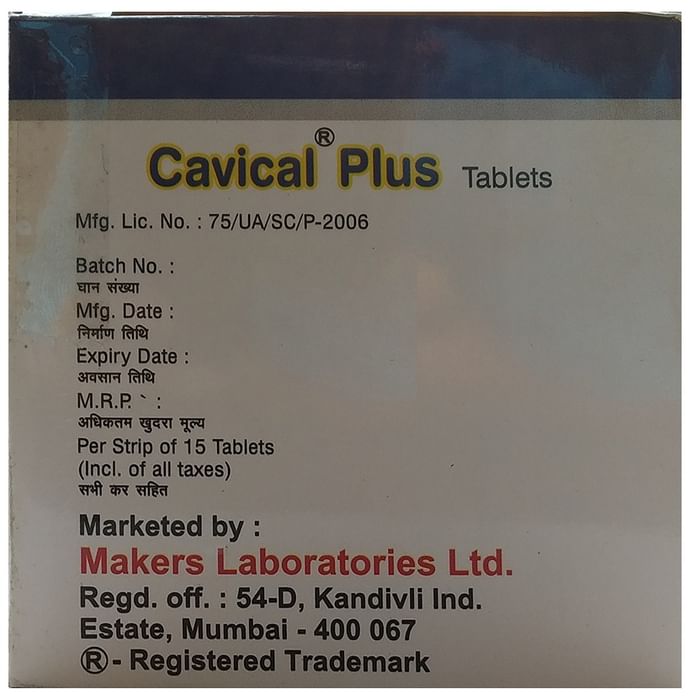 Cavical® Plus Tablets
Mfg. Lic. No. : 75/UA/SC/P-2006
Batch No. :
घान संख्या
Mfg. Date :
निर्माण तिथि
Expiry Date :
अवसान तिथि
M.R.P. ` :
अधिकतम खुदरा मूल्य
Per Strip of 15 Tablets
(Incl. of all taxes)
सभी कर सहित
Marketed by :
Makers Laboratories Ltd.
Regd. off. : 54-D, Kandivli Ind.
Estate, Mumbai - 400 067
® - Registered Trademark